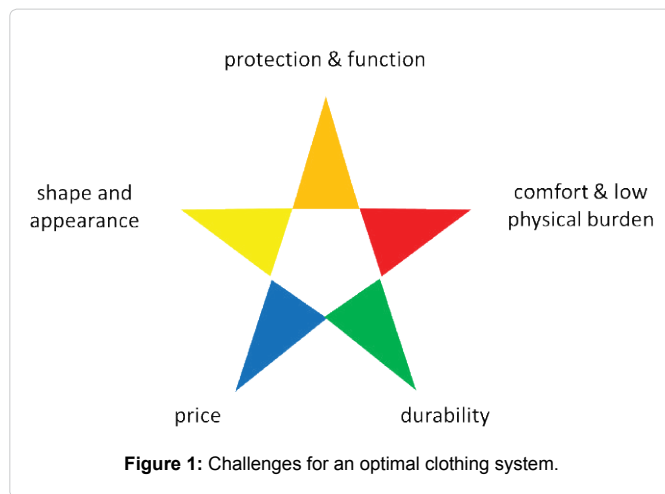 protection & function
shape and
appearance
comfort & low
physical burden
price
durability
Figure 1: Challenges for an optimal clothing system.